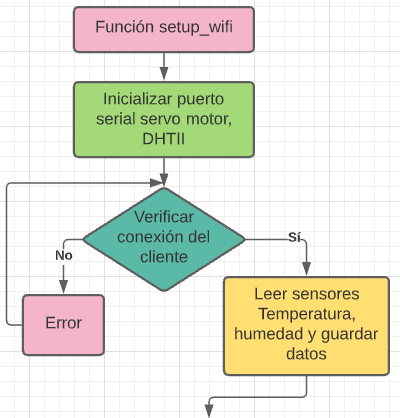 Función setup_wifi
Inicializar puerto
serial servo motor,
DHTII
Verificar
conexión del
cliente
No
Sí
Error
Leer sensores
Temperatura,
humedad y guardar
datos